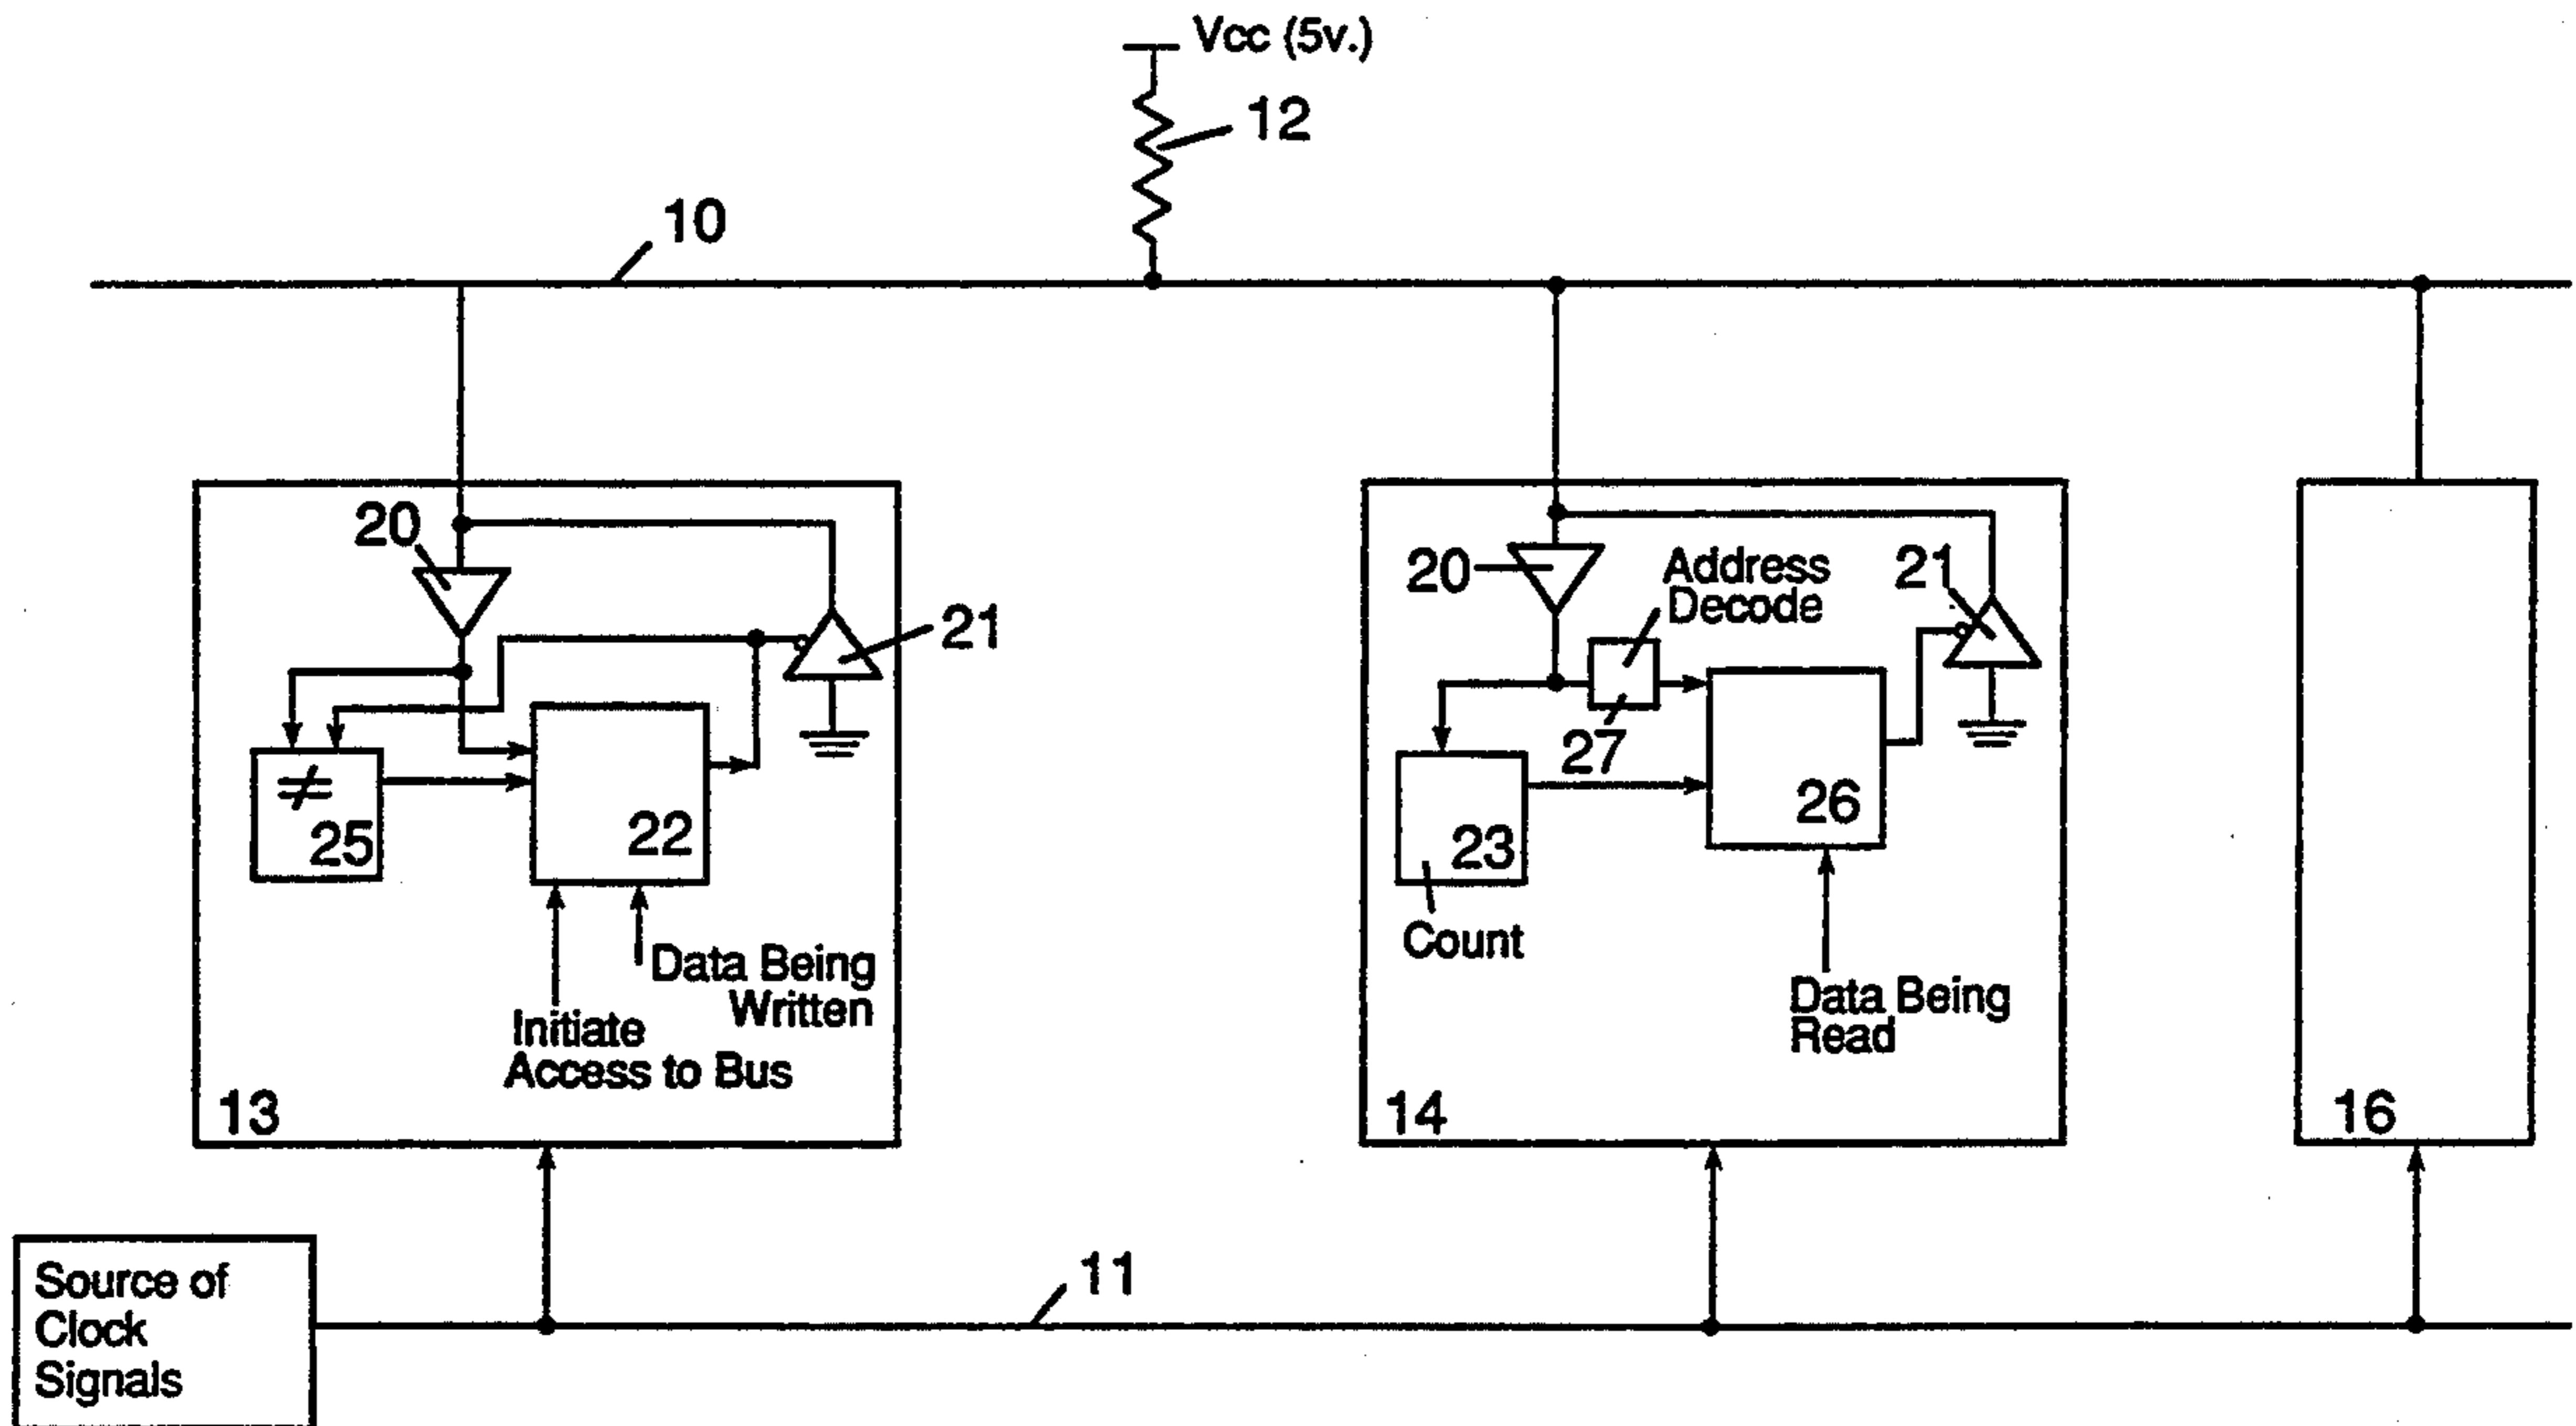 Vcc (5v.)
12
10
20
21
25
22
Data Being
Written
Initiate
Access to Bus
13
20
Address
Decode
21
27
26
23
Count
Data Being
Read
14
16
Source of
Clock
Signals
11
≠